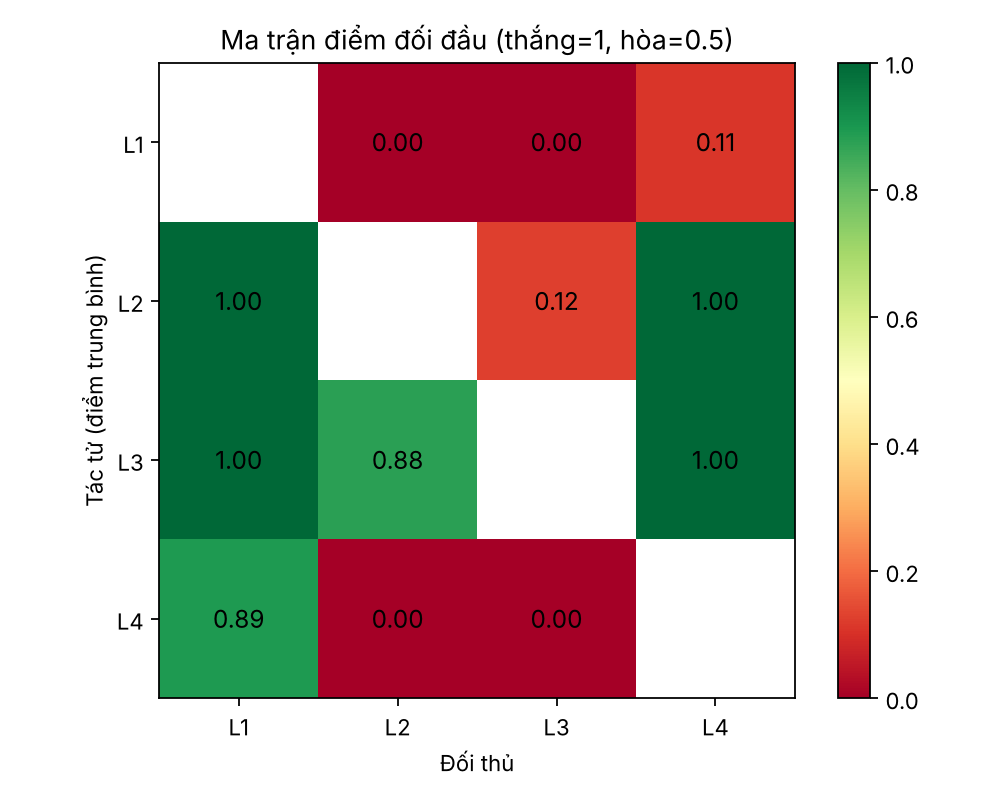 Ma trận điểm đối đầu (thắng=1, hòa=0.5)
1.0
L1
0.00
0.00
0.11
0.8
L2
1.00
0.12
1.00
0.6
Tác tử (điểm trung bình)
L3
1.00
0.88
1.00
0.4
0.2
L4
0.89
0.00
0.00
0.0
L1
L2
L3
L4
Đối thủ